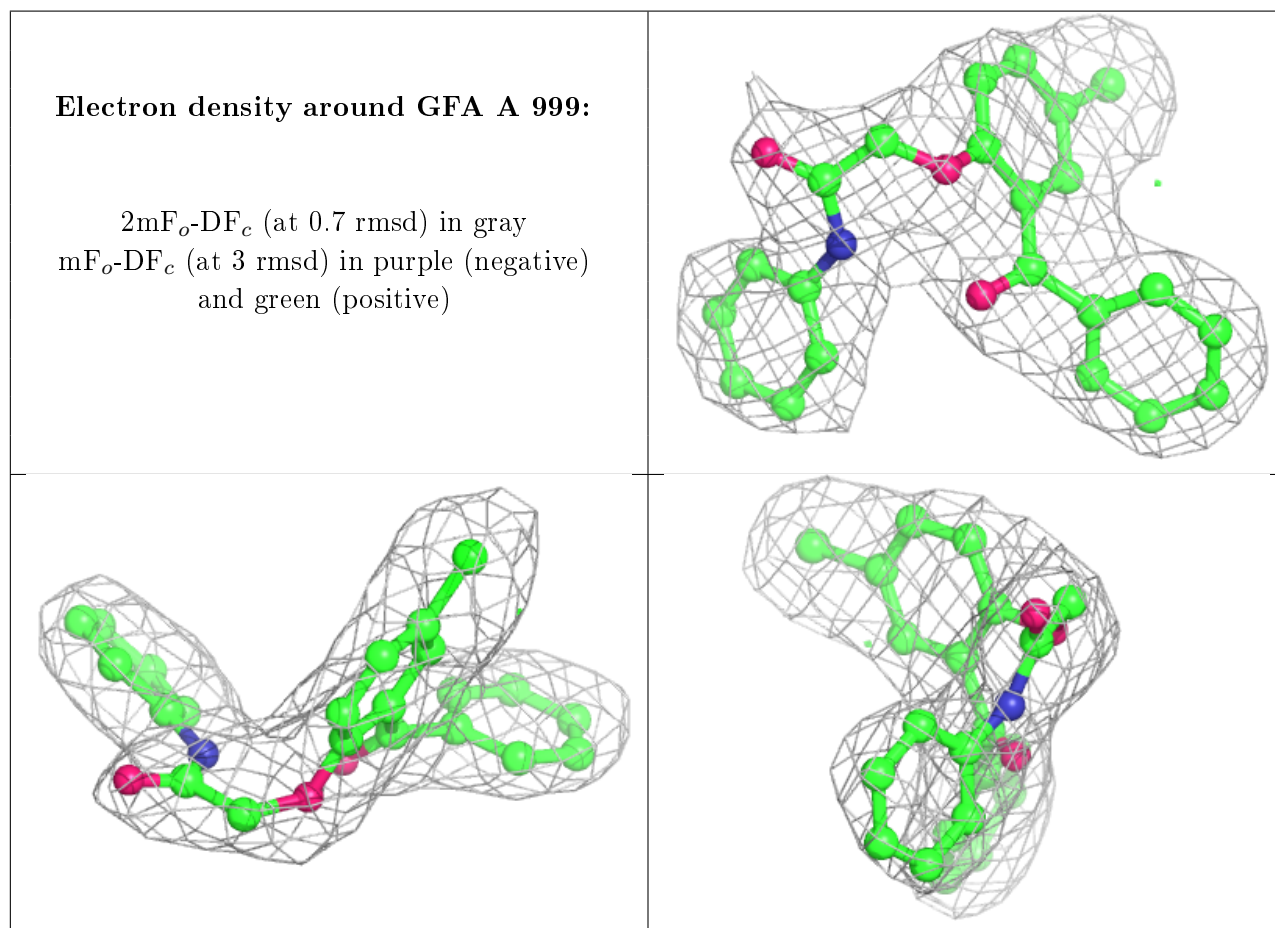 Electron density around GFA A 999:
2mFo-DFc (at 0.7 rmsd) in gray
mFo-DFc (at 3 rmsd) in purple (negative)
and green (positive)